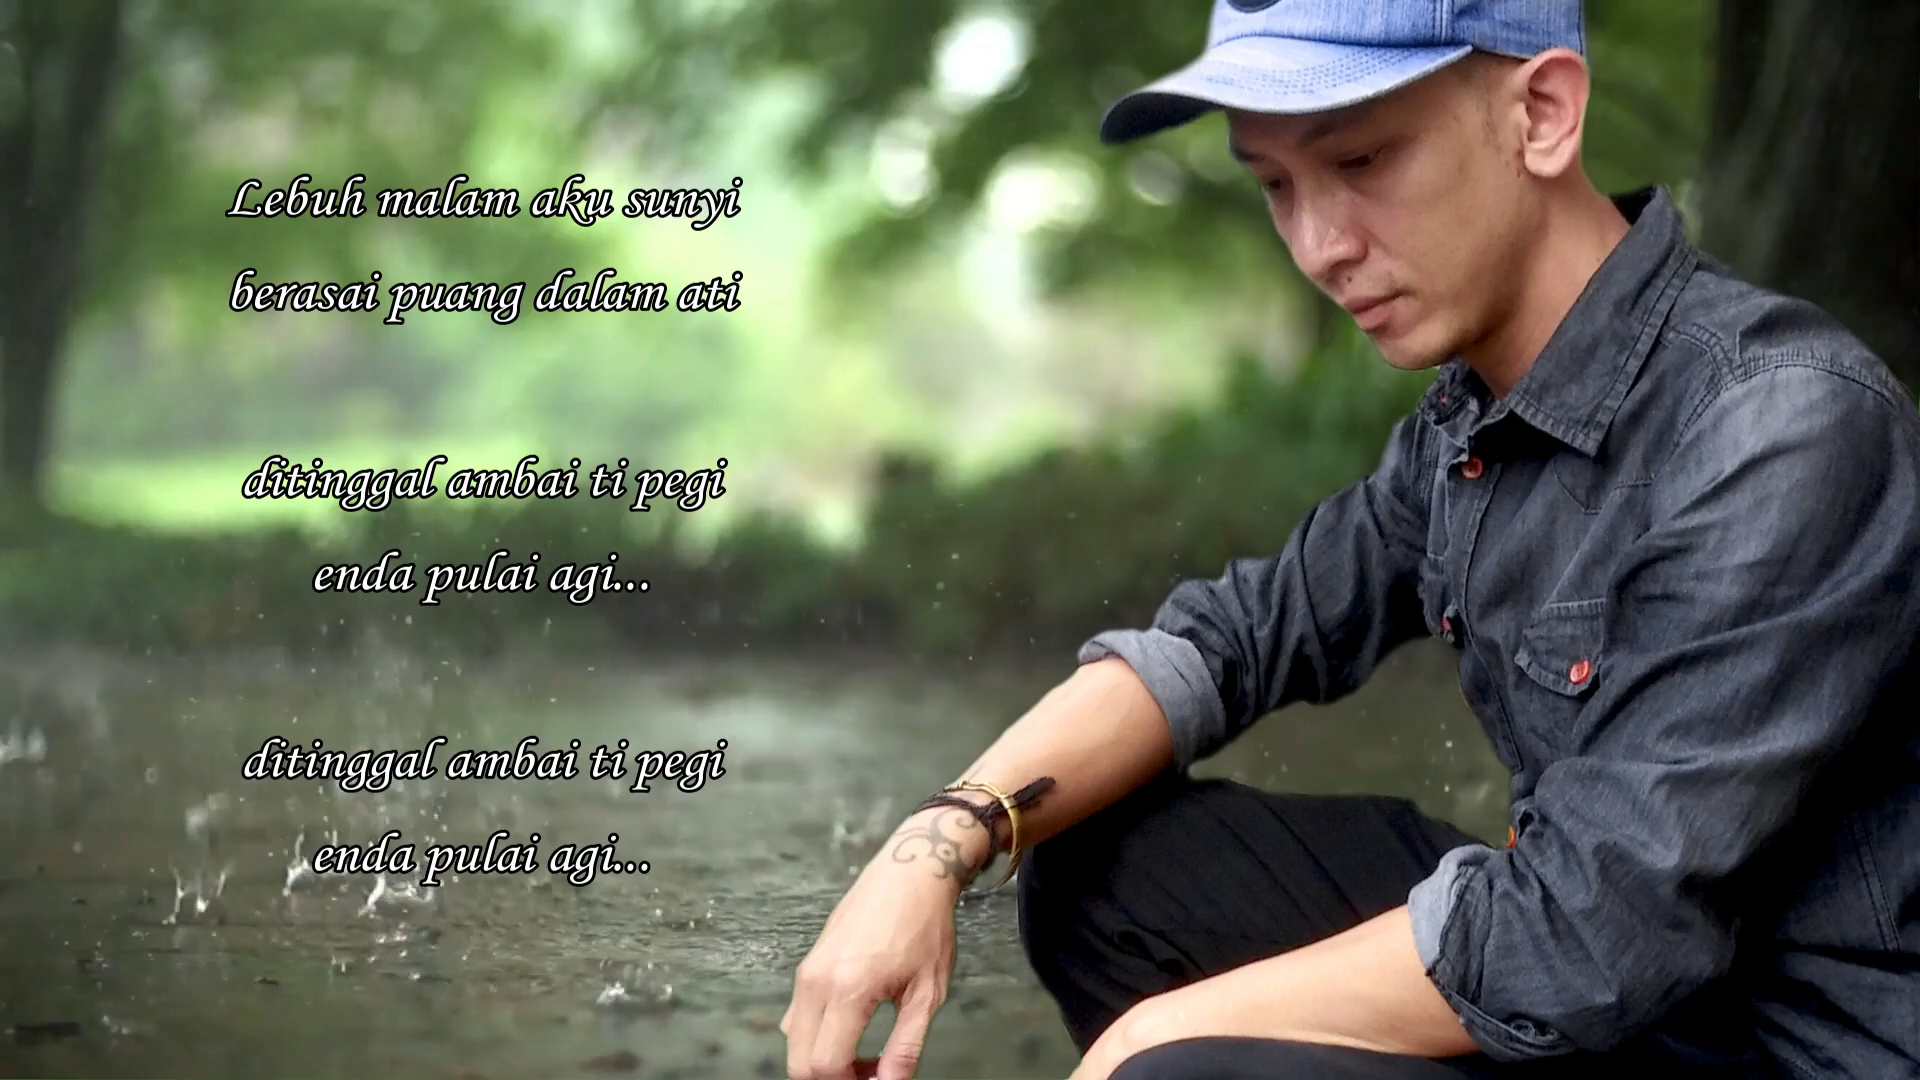 Lebuh malam aku sunyi
berasai puang dalam ati
ditinggal ambai ti pegi
enda pulai agi...
ditinggal ambai ti pegi
enda pulai agi...